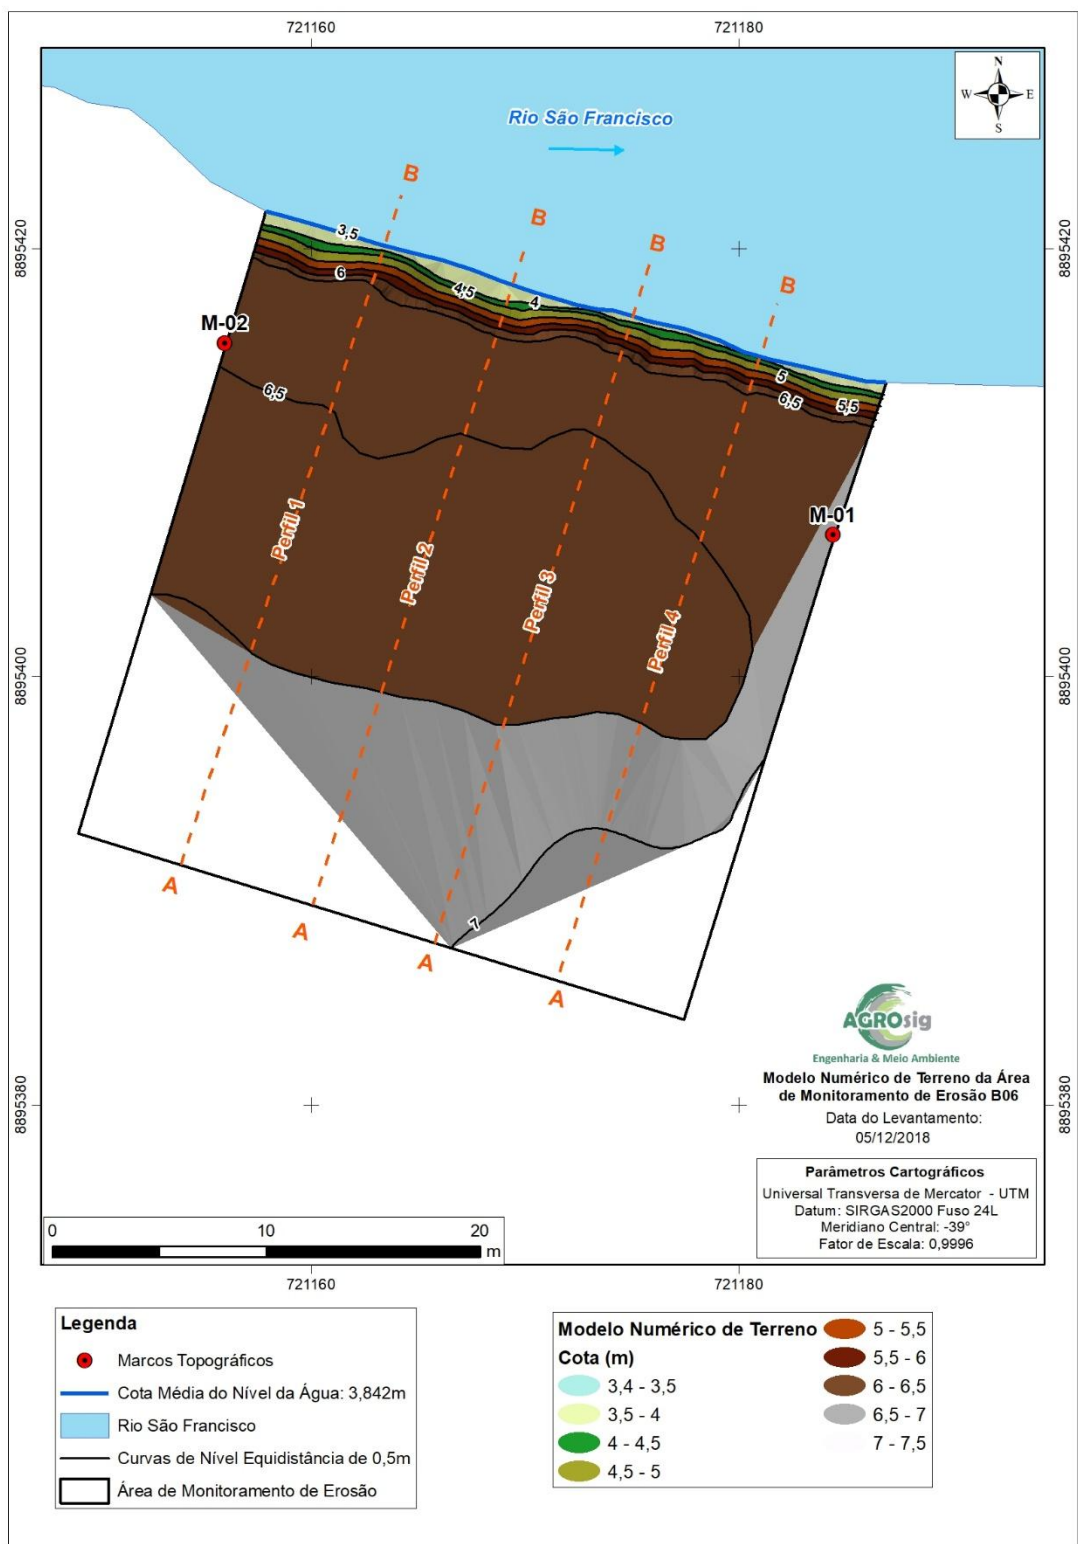 721160
721180
N
W
E
S
Rio São Francisco
B
B
B
B
8895420
8895420
3,5
6
4,5
4
5
6,5
5,5
M-02
6,5
M-01
Perfil 1
Perfil 2
Perfil 3
Perfil 4
8895400
8895400
A
A
A
A
7
AGROsig
Engenharia & Meio Ambiente
Modelo Numérico de Terreno da Área
de Monitoramento de Erosão B06
Data do Levantamento:
05/12/2018
8895380
8895380
Parâmetros Cartográficos
Universal Transversa de Mercator - UTM
Datum: SIRGAS2000 Fuso 24L
Meridiano Central: -39°
Fator de Escala: 0,9996
0
10
20
m
721160
721180
Legenda
Marcos Topográficos
Cota Média do Nível da Água: 3,842m
Rio São Francisco
Curvas de Nível Equidistância de 0,5m
Área de Monitoramento de Erosão
Modelo Numérico de Terreno
Cota (m)
3,4 - 3,5
3,5 - 4
4 - 4,5
4,5 - 5
5 - 5,5
5,5 - 6
6 - 6,5
6,5 - 7
7 - 7,5